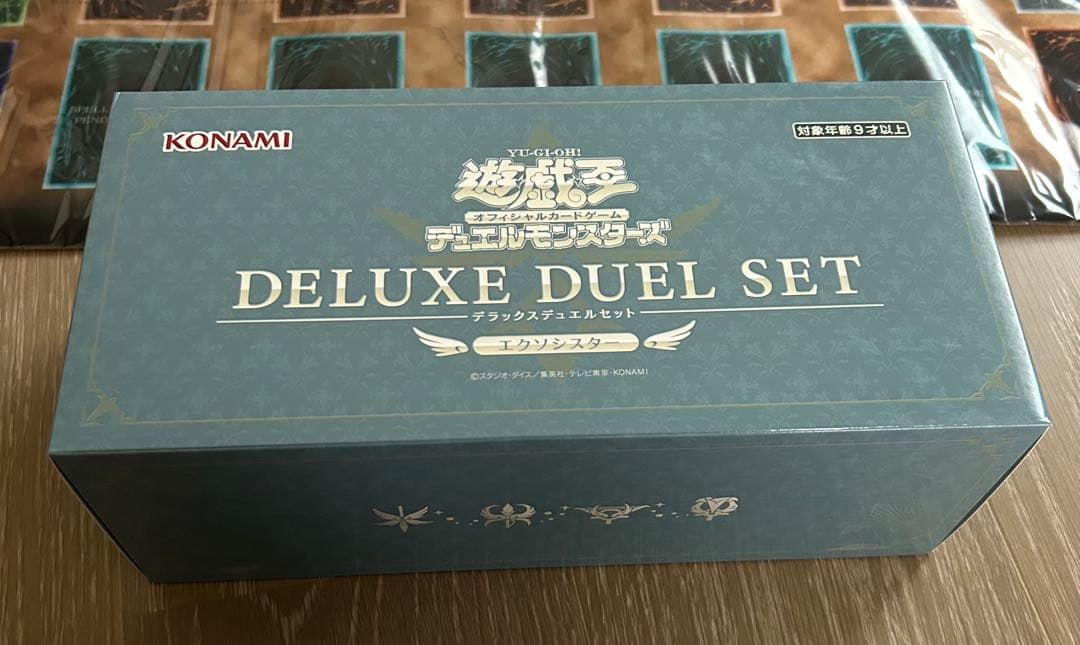 SPELL
PEND
KONAMI
対象年齢9才以上
YU-GI-OH!
遊戯王
オフィシャルカードゲーム
デュエルモンスターズ
DELUXE DUEL SET
デラックスデュエルセット
エクソシスター
©スタジオ・ダイス/集英社・テレビ東京・KONAMI